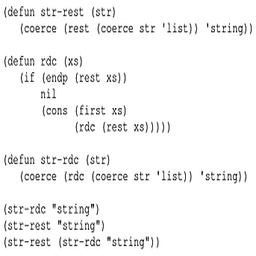 (defun str-rest (str)
(coerce (rest (coerce str 'list)) 'string))
(defun rdc (xs)
(if (endp (rest xs))
nil
(cons (first xs)
(rdc (rest xs)))))
(defun str-rdc (str)
(coerce (rdc (coerce str 'list)) 'string))
(str-rdc "string")
(str-rest "string")
(str-rest (str-rdc "string"))